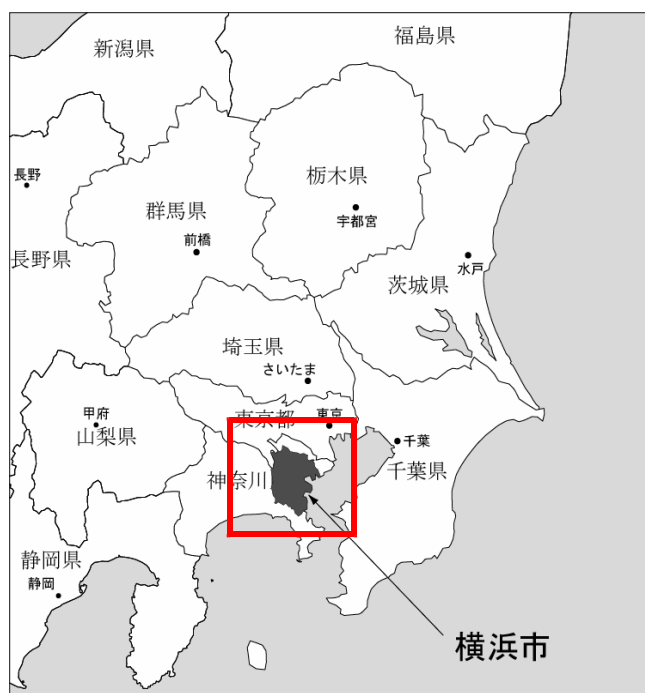 新潟県
福島県
長野
栃木県
宇都宮
群馬県
前橋
長野県
水戸
茨城県
埼玉県
さいたま
甲府
山梨県
東京都
東京
千葉
千葉県
神奈川
静岡県
静岡
横浜市